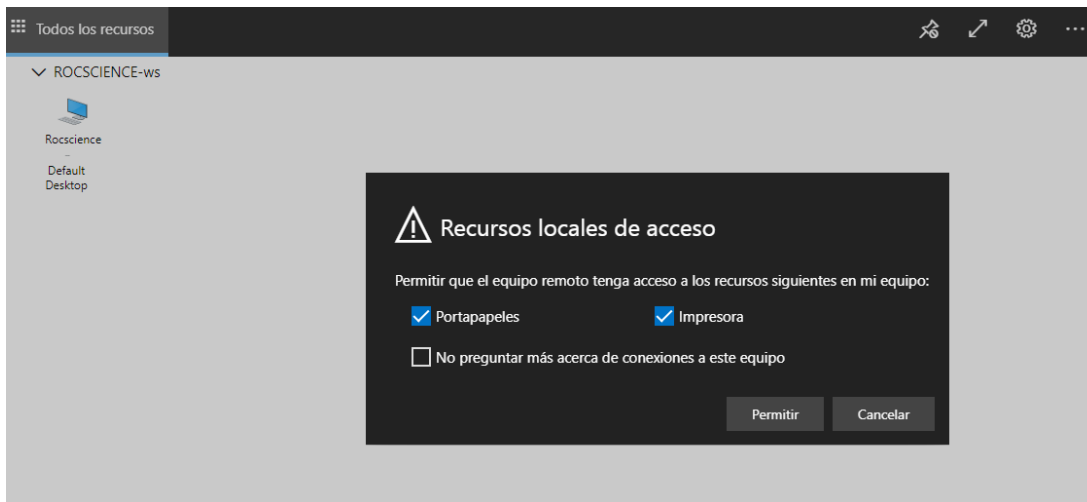 Todos los recursos
ROCSCIENCE-ws
Rocscience
–
Default
Desktop
Recursos locales de acceso
Permitir que el equipo remoto tenga acceso a los recursos siguientes en mi equipo:
Portapapeles Impresora
No preguntar más acerca de conexiones a este equipo
Permitir Cancelar